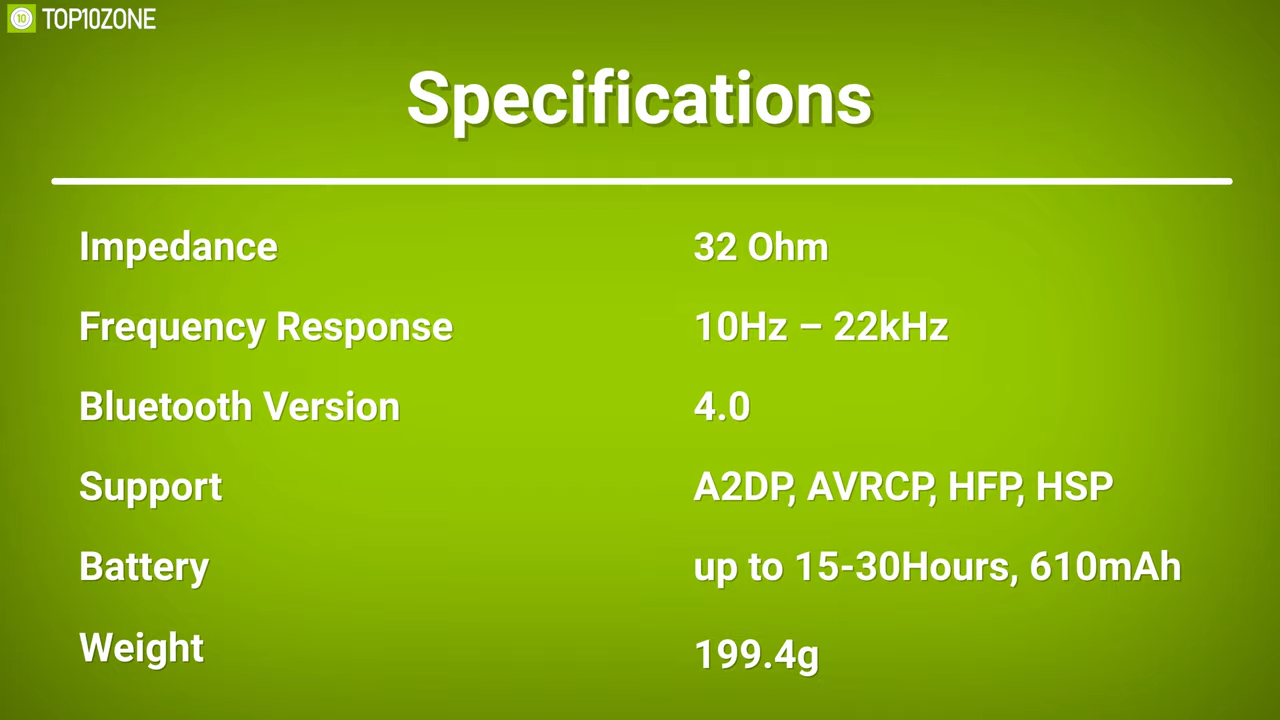 TOP10ZONE
Specifications
Impedance 32 Ohm
Frequency Response 10Hz – 22kHz
Bluetooth Version 4.0
Support A2DP, AVRCP, HFP, HSP
Battery up to 15-30Hours, 610mAh
Weight 199.4g